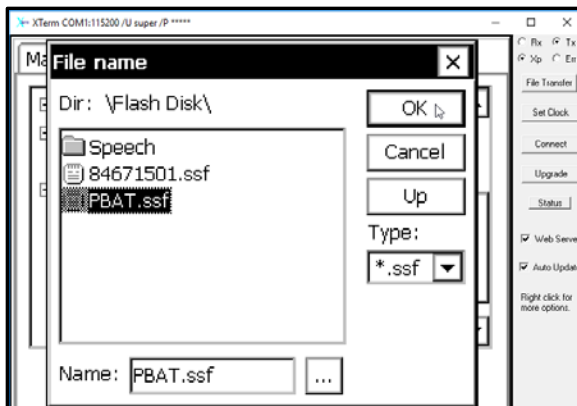 XTerm COM1:115200 /U super /P *****
Ma
File name
Dir: \Flash Disk\
Speech
84671501.ssf
PBAT.ssf
Name: PBAT.ssf
...
OK
Cancel
Up
Type:
*.ssf
Rx Tx
Xp Err
File Transfer
Set Clock
Connect
Upgrade
Status
Web Serve
Auto Updat
Right click for
more options.